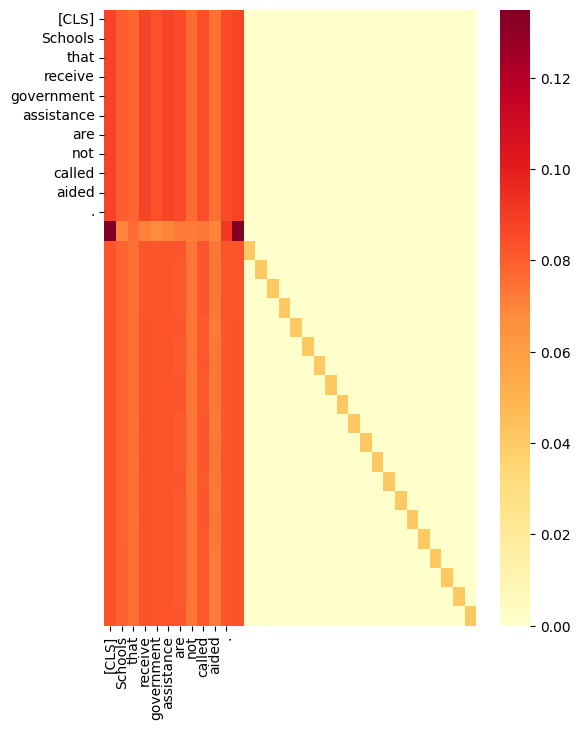 [CLS]
Schools
that
receive
government
assistance
are
not
called
aided
.
0.12
0.10
0.08
0.06
0.04
0.02
0.00
[CLS]
Schools
that
receive
government
assistance
are
not
called
aided
.